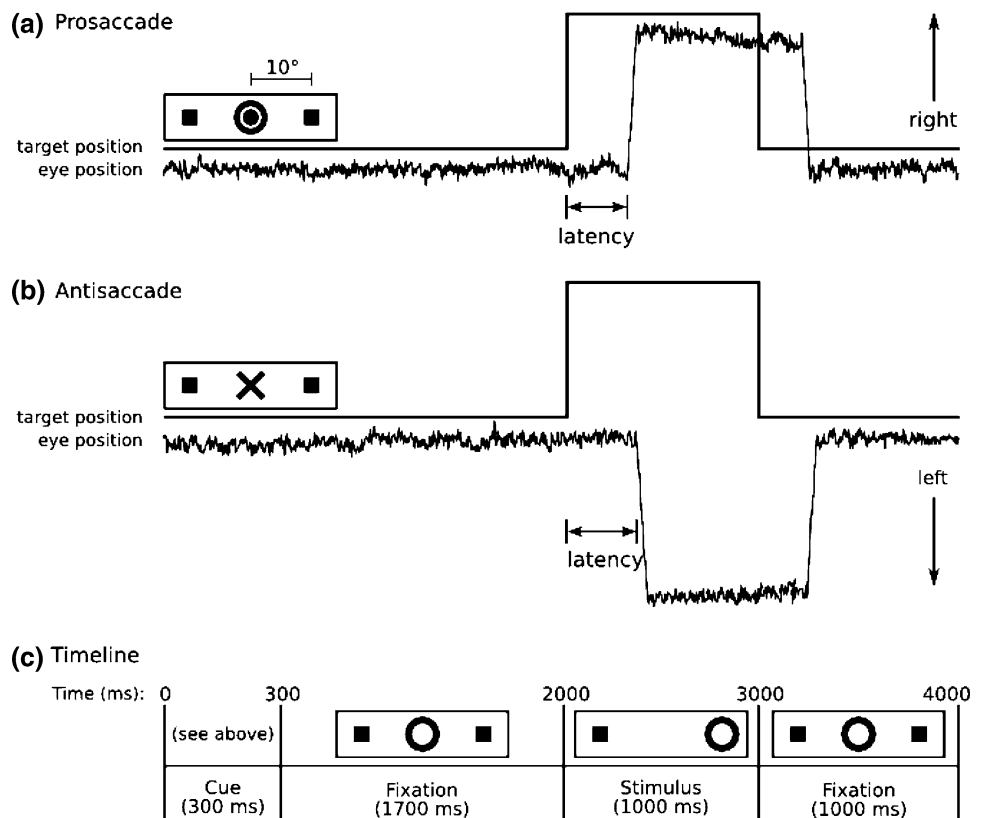 (a) Prosaccade
10°
right
target position
eye position
latency
(b) Antisaccade
target position
eye position
left
latency
(c) Timeline
Time (ms): 0 300 2000 3000 4000
(see above)
Cue Fixation Stimulus Fixation
(300 ms) (1700 ms) (1000 ms) (1000 ms)